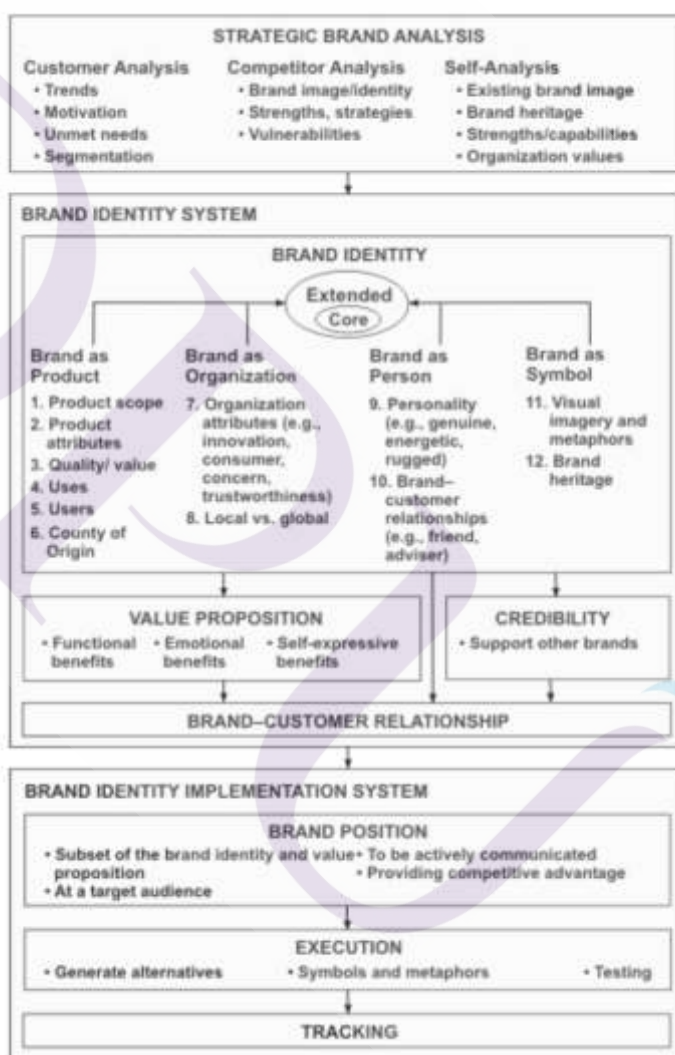 STRATEGIC BRAND ANALYSIS
Customer Analysis
• Trends
• Motivation
• Unmet needs
• Segmentation
Competitor Analysis
• Brand image/identity
• Strengths, strategies
• Vulnerabilities
Self-Analysis
• Existing brand image
• Brand heritage
• Strengths/capabilities
• Organization values
BRAND IDENTITY SYSTEM
BRAND IDENTITY
Extended
Core
Brand as
Product
1. Product scope
2. Product
attributes
3. Quality/ value
4. Uses
5. Users
6. County of
Origin
Brand as
Organization
7. Organization
attributes (e.g.,
innovation,
consumer,
concern,
trustworthiness)
8. Local vs. global
Brand as
Person
9. Personality
(e.g., genuine,
energetic,
rugged)
10. Brand–
customer
relationships
(e.g., friend,
adviser)
Brand as
Symbol
11. Visual
imagery and
metaphors
12. Brand
heritage
VALUE PROPOSITION
• Functional
benefits
• Emotional
benefits
• Self-expressive
benefits
CREDIBILITY
• Support other brands
BRAND–CUSTOMER RELATIONSHIP
BRAND IDENTITY IMPLEMENTATION SYSTEM
BRAND POSITION
• Subset of the brand identity and value
proposition
• At a target audience
• To be actively communicated
• Providing competitive advantage
EXECUTION
• Generate alternatives
• Symbols and metaphors
• Testing
TRACKING